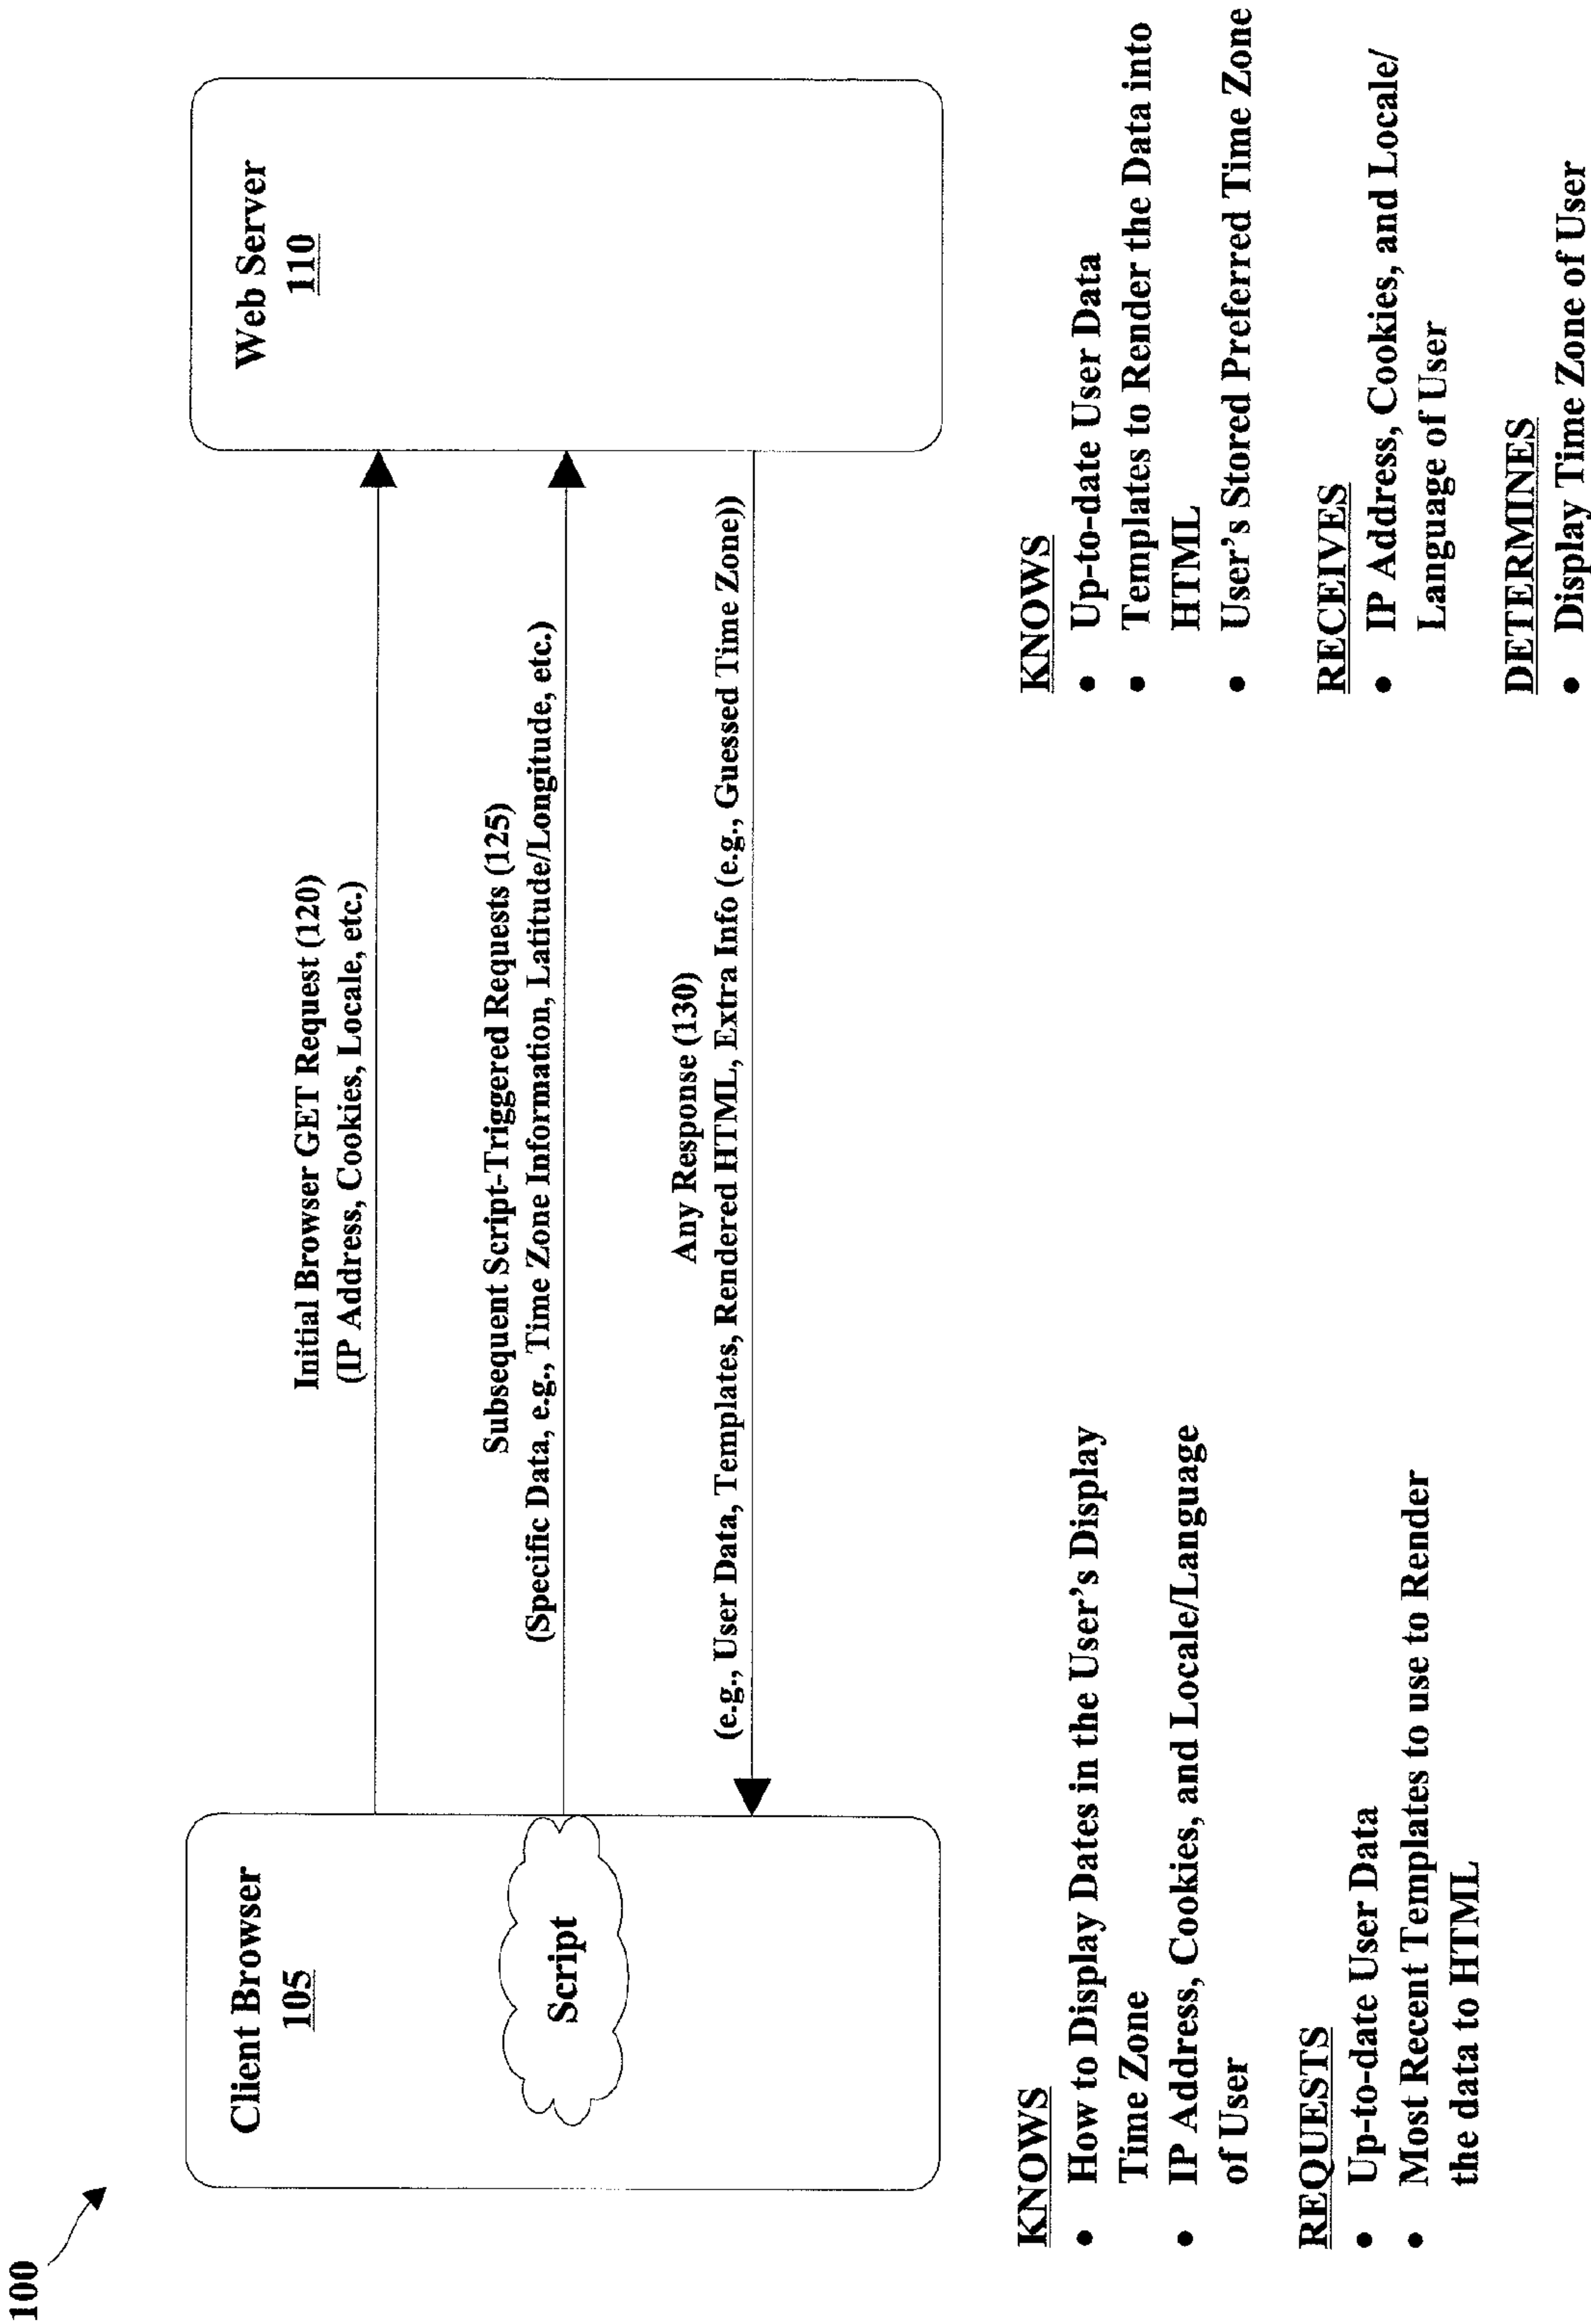 100
Client Browser
105
Script
Initial Browser GET Request (120)
(IP Address, Cookies, Locale, etc.)
Subsequent Script-Triggered Requests (125)
(Specific Data, e.g., Time Zone Information, Latitude/Longitude, etc.)
Any Response (130)
(e.g., User Data, Templates, Rendered HTML, Extra Info (e.g., Guessed Time Zone))
Web Server
110
KNOWS
• How to Display Dates in the User's Display
Time Zone
• IP Address, Cookies, and Locale/Language
of User
REQUESTS
• Up-to-date User Data
• Most Recent Templates to use to Render
the data to HTML
KNOWS
• Up-to-date User Data
• Templates to Render the Data into
HTML
• User's Stored Preferred Time Zone
RECEIVES
• IP Address, Cookies, and Locale/
Language of User
DETERMINES
• Display Time Zone of User